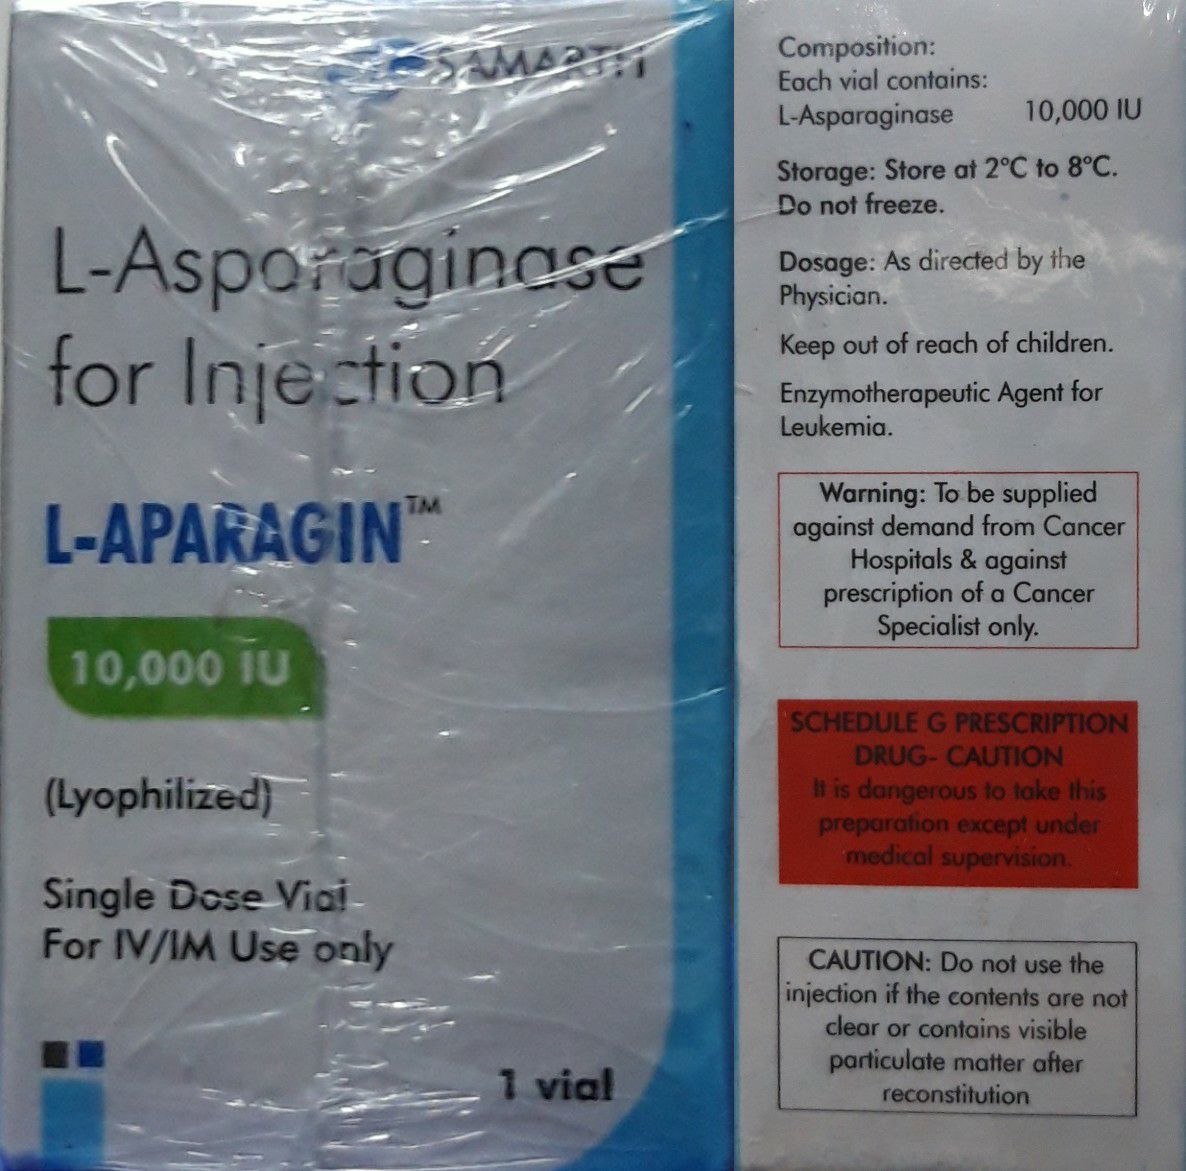 SAMARTH
L-Asparaginase
for Injection
L-APARAGIN™
10,000 IU
(Lyophilized)
Single Dose Vial
For IV/IM Use only
1 vial
Composition:
Each vial contains:
L-Asparaginase 10,000 IU
Storage: Store at 2°C to 8°C.
Do not freeze.
Dosage: As directed by the
Physician.
Keep out of reach of children.
Enzymotherapeutic Agent for
Leukemia.
Warning: To be supplied
against demand from Cancer
Hospitals & against
prescription of a Cancer
Specialist only.
SCHEDULE G PRESCRIPTION
DRUG- CAUTION
It is dangerous to take this
preparation except under
medical supervision.
CAUTION: Do not use the
injection if the contents are not
clear or contains visible
particulate matter after
reconstitution